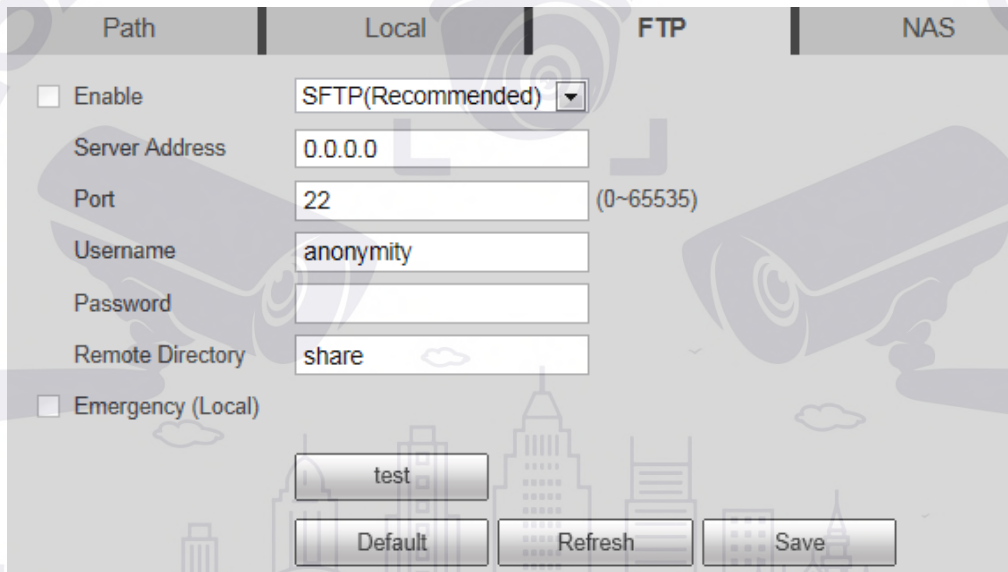 Path Local FTP NAS
Enable SFTP(Recommended)
Server Address 0.0.0.0
Port 22 (0~65535)
Username anonymity
Password
Remote Directory share
Emergency (Local)
test
Default Refresh Save